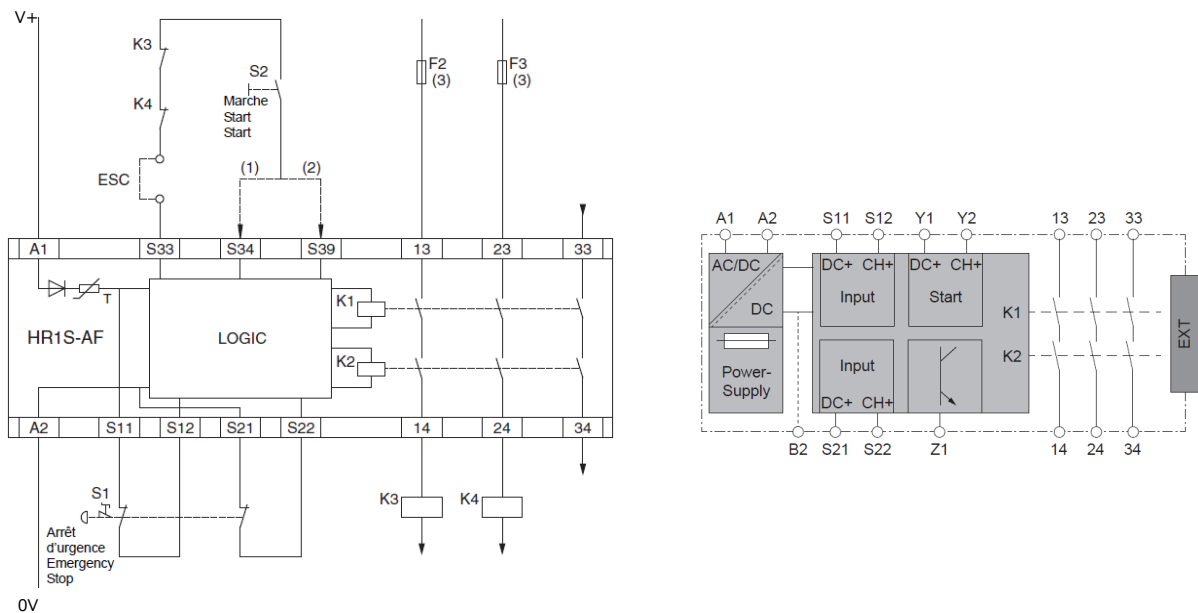 V+
K3
K4
ESC
S2
Marche
Start
Start
(1)
(2)
F2
(3)
F3
(3)
A1
S33
S34
S39
13
23
33
T
HR1S-AF
LOGIC
K1
K2
A2
S11
S12
S21
S22
14
24
34
S1
Arrêt
d'urgence
Emergency
Stop
K3
K4
0V
A1 A2 S11 S12 Y1 Y2 13 23 33
AC/DC
DC
Power-
Supply
DC+ CH+
Input
DC+ CH+
Start
Input
DC+ CH+
K1
K2
EXT
B2 S21 S22 Z1 14 24 34